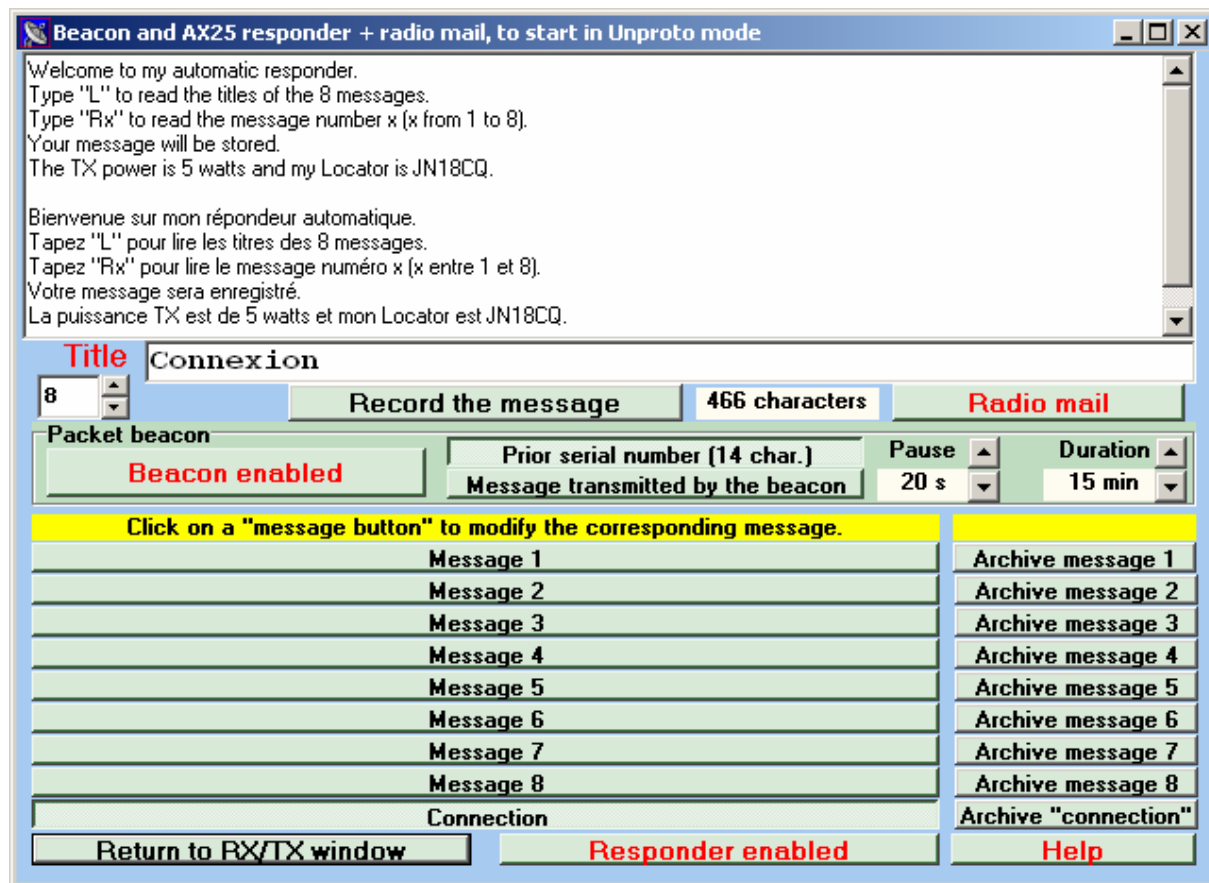 Beacon and AX25 responder + radio mail, to start in Unproto mode
Welcome to my automatic responder.
Type "L" to read the titles of the 8 messages.
Type "Rx" to read the message number x (x from 1 to 8).
Your message will be stored.
The TX power is 5 watts and my Locator is JN18CQ.
Bienvenue sur mon répondeur automatique.
Tapez "L" pour lire les titres des 8 messages.
Tapez "Rx" pour lire le message numéro x (x entre 1 et 8).
Votre message sera enregistré.
La puissance TX est de 5 watts et mon Locator est JN18CQ.
Title Connexion
8 Record the message 466 characters Radio mail
Packet beacon
Beacon enabled
Prior serial number (14 char.)
Message transmitted by the beacon
Pause
20 s
Duration
15 min
Click on a "message button" to modify the corresponding message.
Message 1 Archive message 1
Message 2 Archive message 2
Message 3 Archive message 3
Message 4 Archive message 4
Message 5 Archive message 5
Message 6 Archive message 6
Message 7 Archive message 7
Message 8 Archive message 8
Connection Archive "connection"
Return to RX/TX window Responder enabled Help